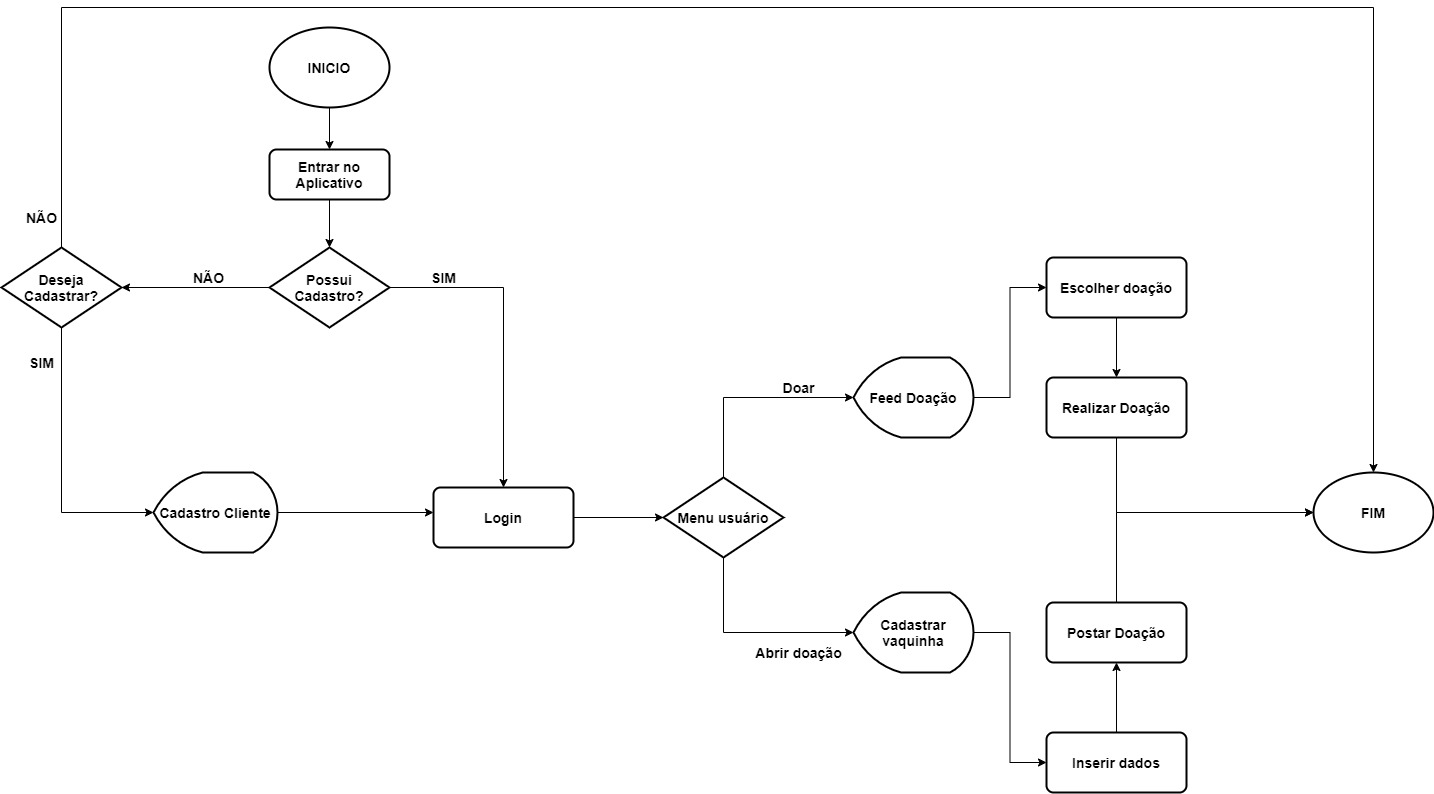 INICIO
Entrar no
Aplicativo
NÃO
Deseja
Cadastrar?
NÃO
Possui
Cadastro?
SIM
SIM
Cadastro Cliente
Login
Menu usuário
Doar
Feed Doação
Escolher doação
Realizar Doação
Abrir doação
Cadastrar
vaquinha
Inserir dados
Postar Doação
FIM